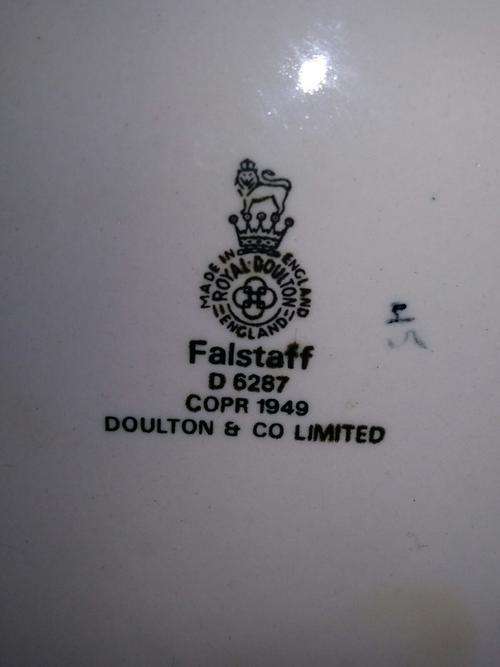 MADE IN ENGLAND
ROYAL DOULTON
ENGLAND
Falstaff
D 6287
COPR 1949
DOULTON & CO LIMITED